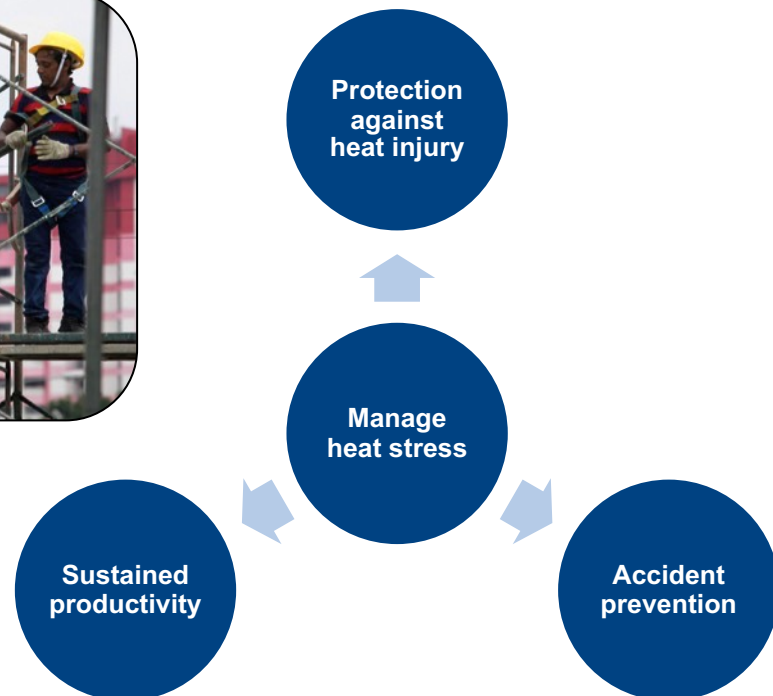 Protection
against
heat injury
Manage
heat stress
Sustained
productivity
Accident
prevention